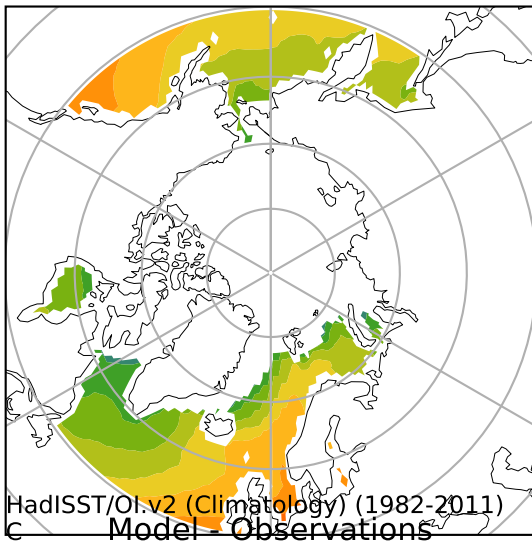 HadISST/OI.v2 (Climatology) (1982-2011)
C Model - Observations